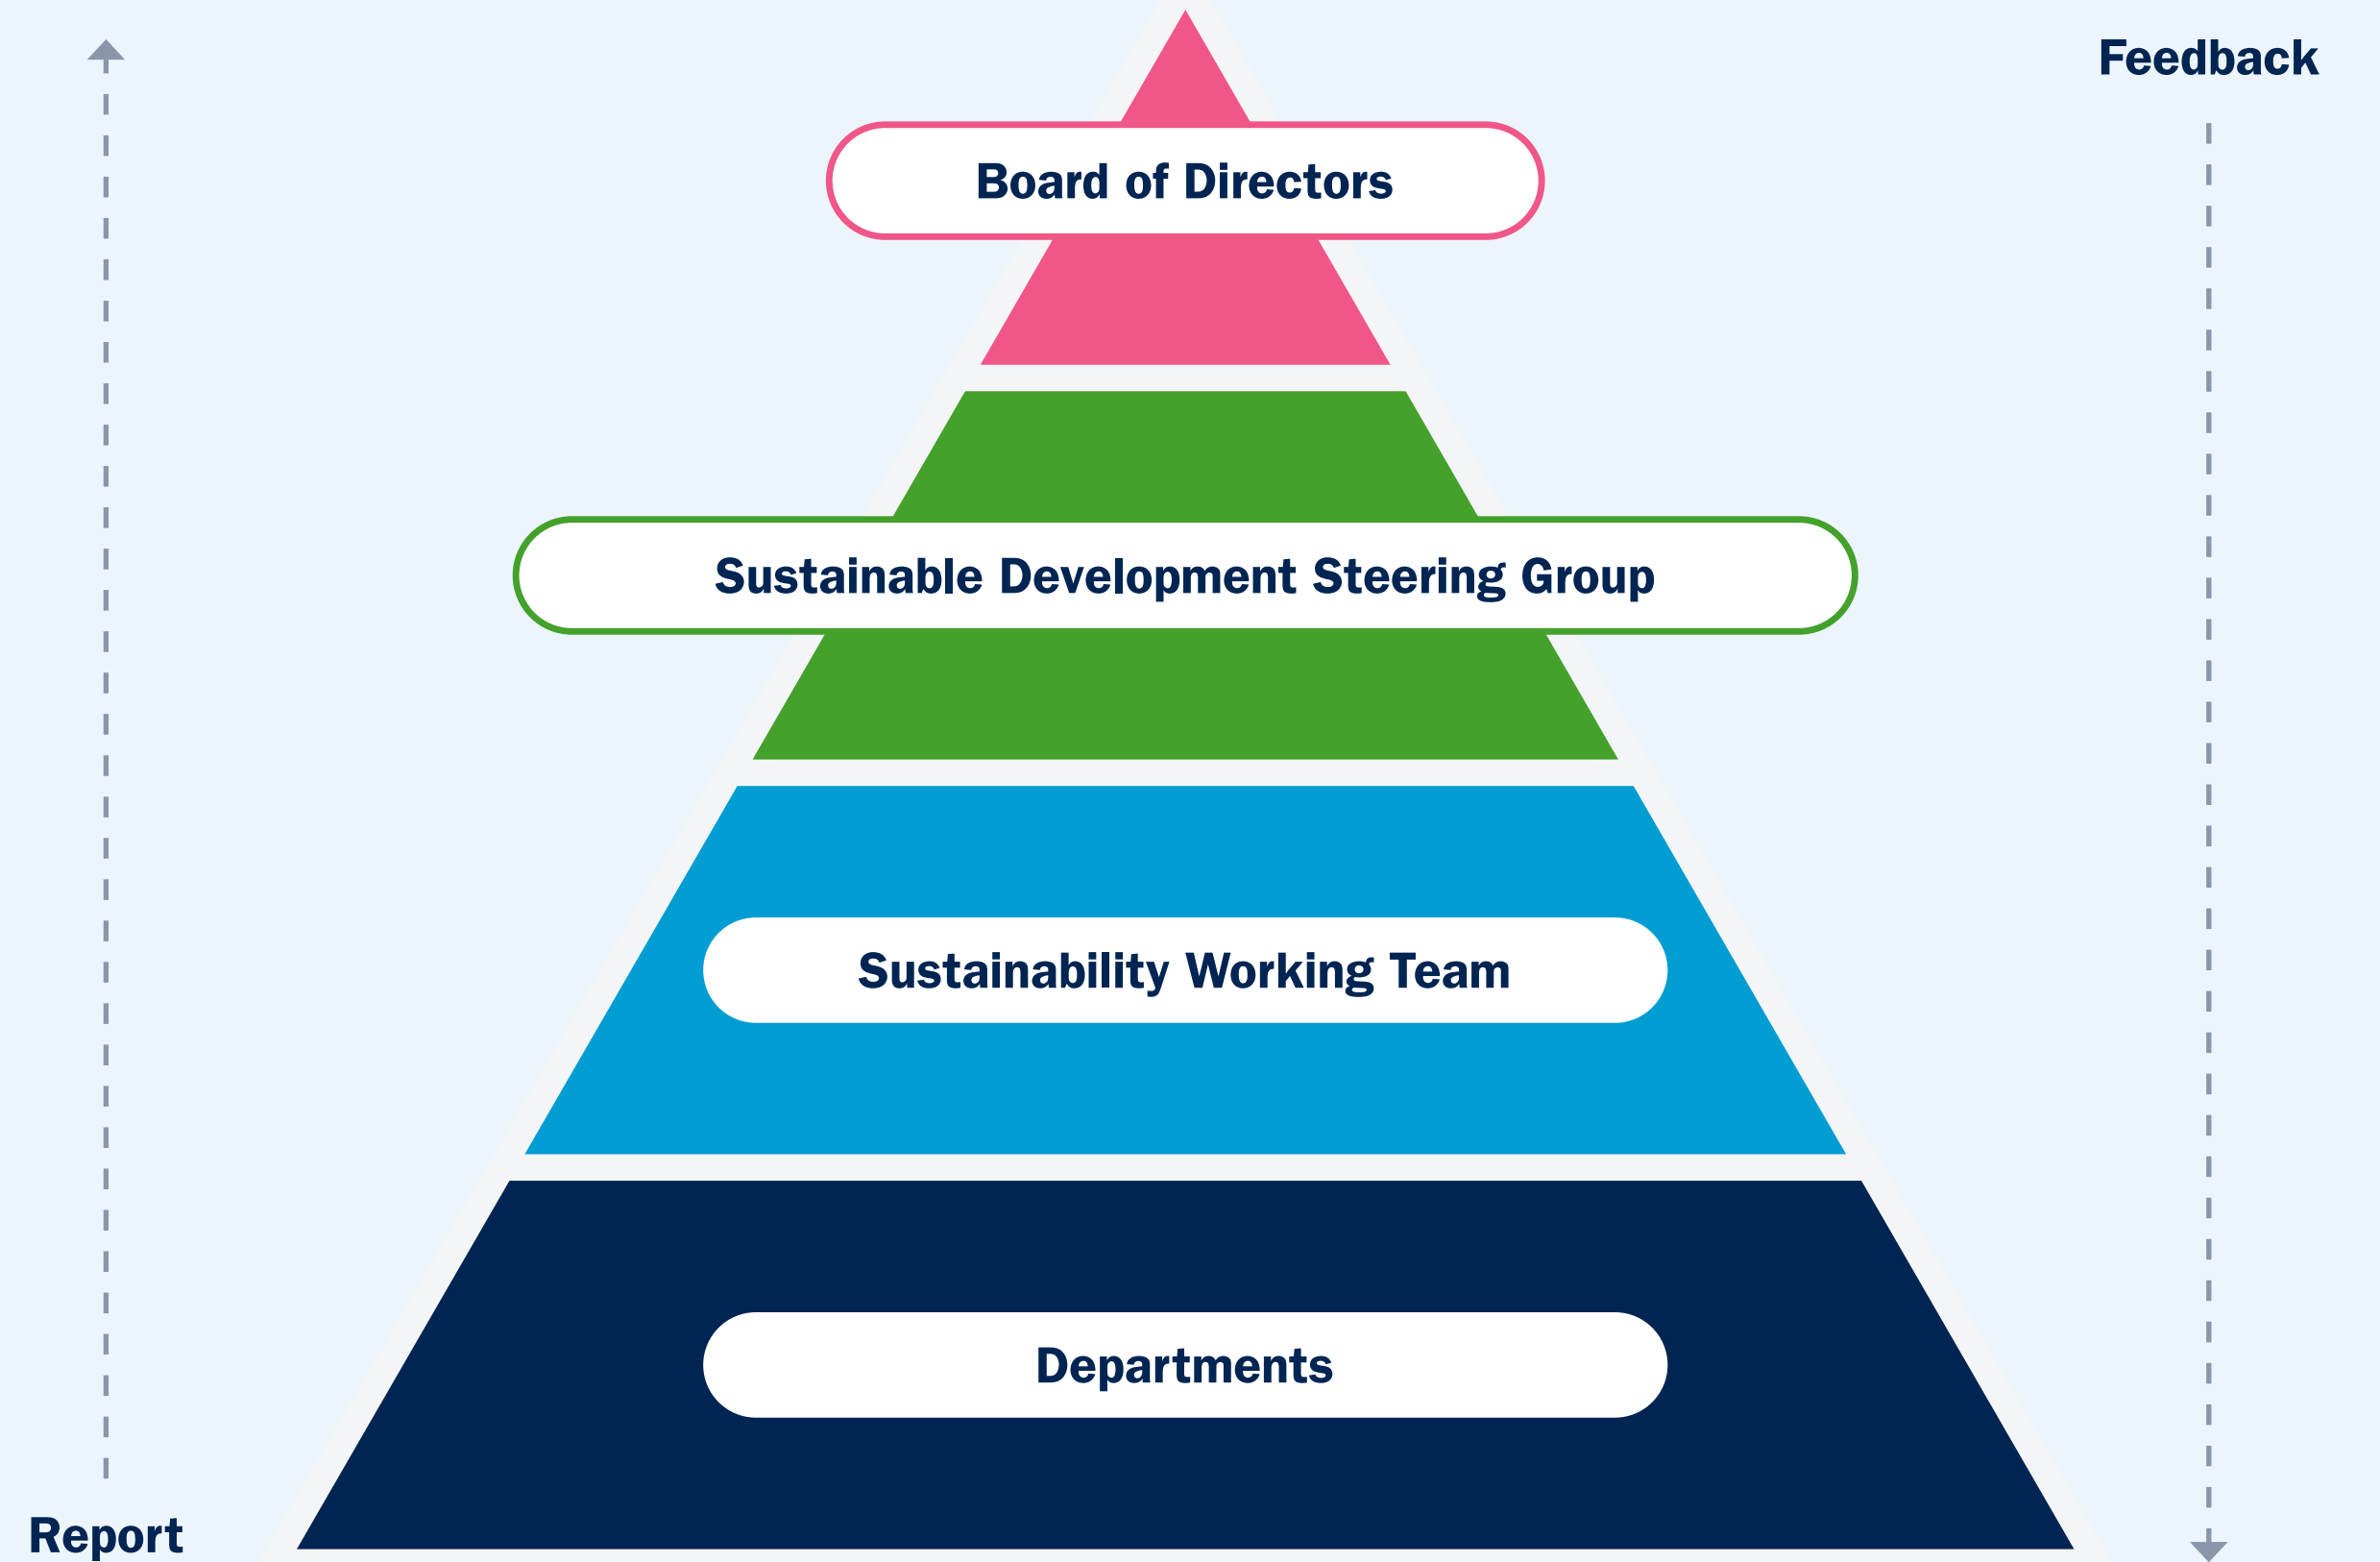 Feedback
Board of Directors
Sustainable Development Steering Group
Sustainability Working Team
Departments
Report